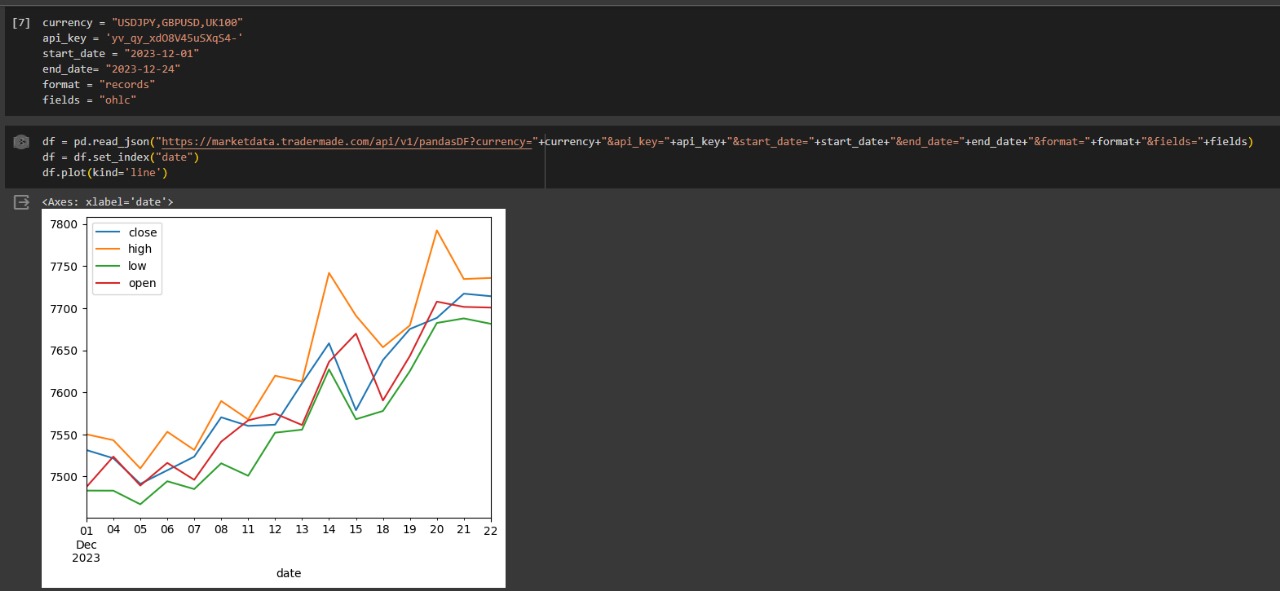 [7] currency = "USDJPY,GBPUSD,UK100"
api_key = 'yv_qy_xdO8V45uSXqS4-'
start_date = "2023-12-01"
end_date= "2023-12-24"
format = "records"
fields = "ohlc"
df = pd.read_json("https://marketdata.tradermade.com/api/v1/pandasDF?currency="+currency+"&api_key="+api_key+"&start_date="+start_date+"&end_date="+end_date+"&format="+format+"&fields="+fields)
df = df.set_index("date")
df.plot(kind='line')
<Axes: xlabel='date'>
7800
7750
7700
7650
7600
7550
7500
close
high
low
open
01 04 05 06 07 08 11 12 13 14 15 18 19 20 21 22
Dec
2023
date